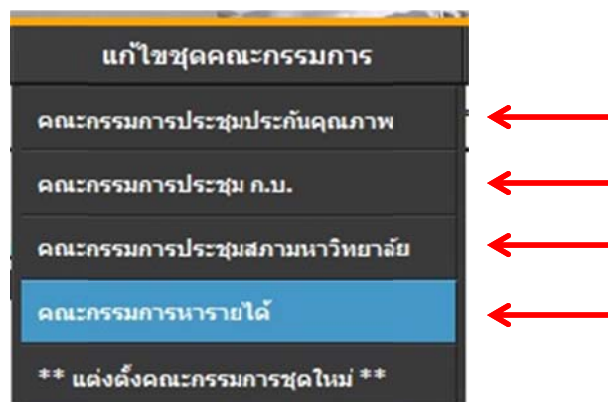 แก้ไขชุดคณะกรรมการ
คณะกรรมการประชุมประกันคุณภาพ
คณะกรรมการประชุม ก.บ.
คณะกรรมการประชุมสภามหาวิทยาลัย
คณะกรรมการหารายได้
** แต่งตั้งคณะกรรมการชุดใหม่ **